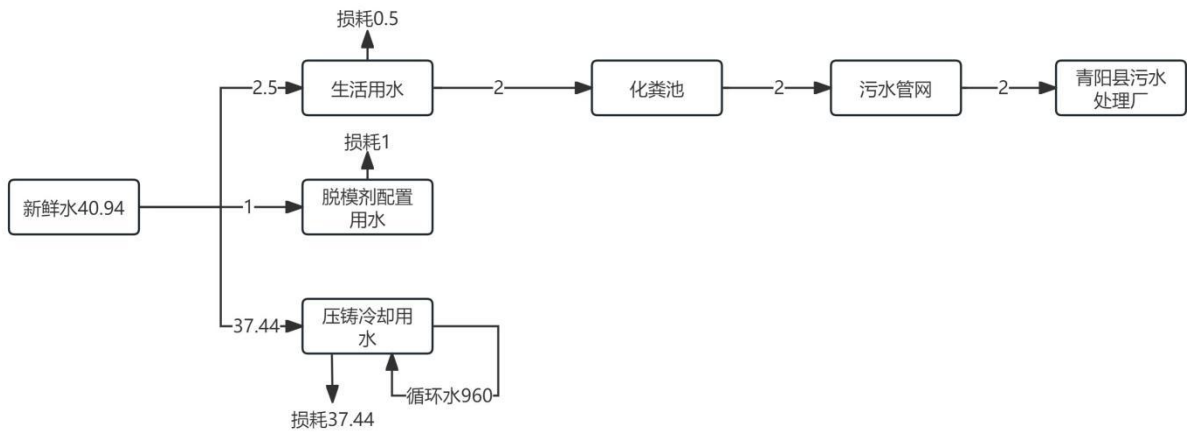 损耗0.5
2.5
生活用水
2
化粪池
2
污水管网
2
青阳县污水
处理厂
损耗1
新鲜水40.94
1
脱模剂配置
用水
37.44
压铸冷却用
水
循环水960
损耗37.44